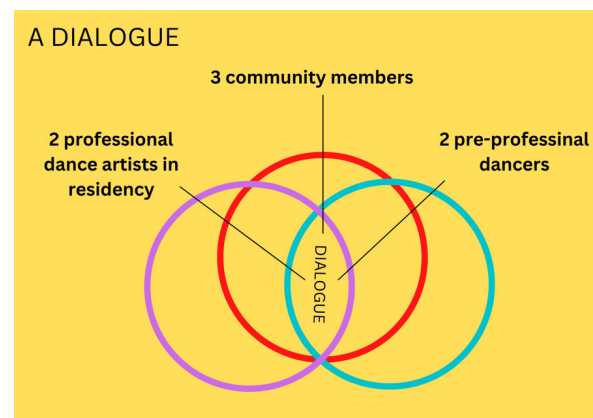 A DIALOGUE
3 community members
2 professional
dance artists in
residency
2 pre-professinal
dancers
DIALOGUE